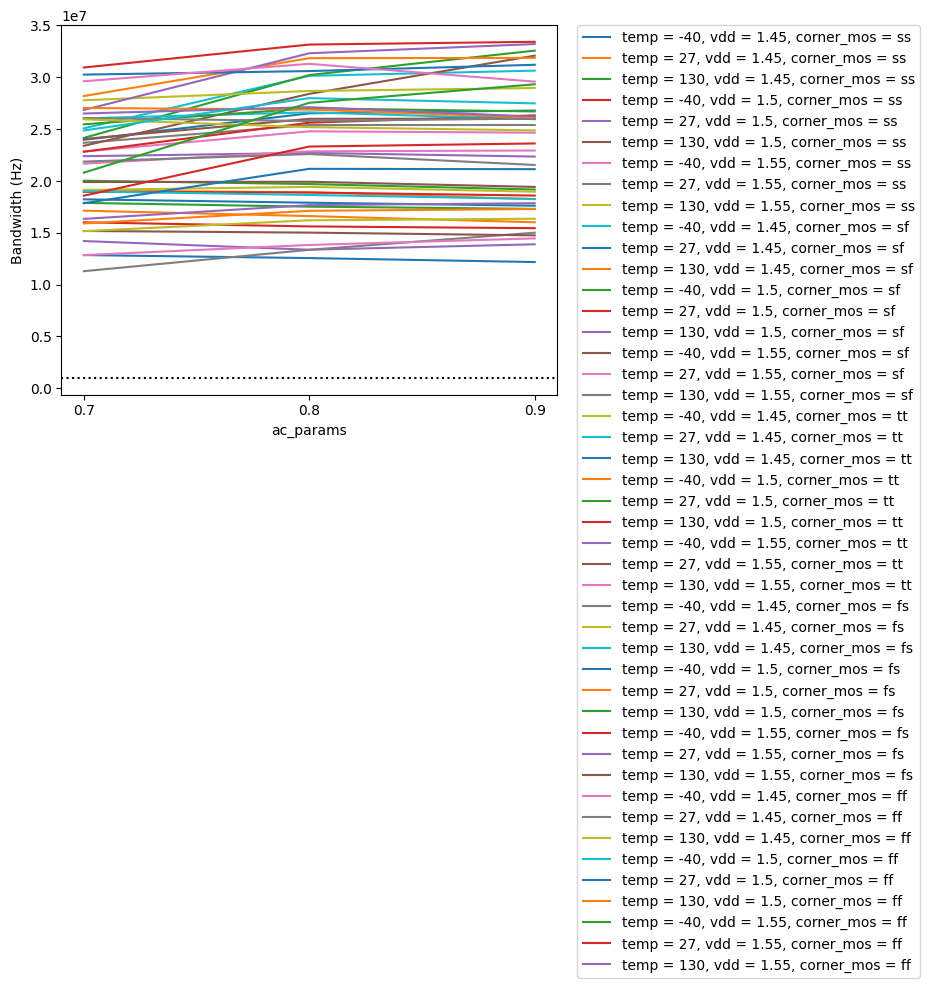 1e7
3.5
3.0
2.5
2.0
1.5
1.0
0.5
0.0
Bandwidth (Hz)
0.7
0.8
0.9
ac_params
temp = -40, vdd = 1.45, corner_mos = ss
temp = 27, vdd = 1.45, corner_mos = ss
temp = 130, vdd = 1.45, corner_mos = ss
temp = -40, vdd = 1.5, corner_mos = ss
temp = 27, vdd = 1.5, corner_mos = ss
temp = 130, vdd = 1.5, corner_mos = ss
temp = -40, vdd = 1.55, corner_mos = ss
temp = 27, vdd = 1.55, corner_mos = ss
temp = 130, vdd = 1.55, corner_mos = ss
temp = -40, vdd = 1.45, corner_mos = sf
temp = 27, vdd = 1.45, corner_mos = sf
temp = 130, vdd = 1.45, corner_mos = sf
temp = -40, vdd = 1.5, corner_mos = sf
temp = 27, vdd = 1.5, corner_mos = sf
temp = 130, vdd = 1.5, corner_mos = sf
temp = -40, vdd = 1.55, corner_mos = sf
temp = 27, vdd = 1.55, corner_mos = sf
temp = 130, vdd = 1.55, corner_mos = sf
temp = -40, vdd = 1.45, corner_mos = tt
temp = 27, vdd = 1.45, corner_mos = tt
temp = 130, vdd = 1.45, corner_mos = tt
temp = -40, vdd = 1.5, corner_mos = tt
temp = 27, vdd = 1.5, corner_mos = tt
temp = 130, vdd = 1.5, corner_mos = tt
temp = -40, vdd = 1.55, corner_mos = tt
temp = 27, vdd = 1.55, corner_mos = tt
temp = 130, vdd = 1.55, corner_mos = tt
temp = -40, vdd = 1.45, corner_mos = fs
temp = 27, vdd = 1.45, corner_mos = fs
temp = 130, vdd = 1.45, corner_mos = fs
temp = -40, vdd = 1.5, corner_mos = fs
temp = 27, vdd = 1.5, corner_mos = fs
temp = 130, vdd = 1.5, corner_mos = fs
temp = -40, vdd = 1.55, corner_mos = fs
temp = 27, vdd = 1.55, corner_mos = fs
temp = 130, vdd = 1.55, corner_mos = fs
temp = -40, vdd = 1.45, corner_mos = ff
temp = 27, vdd = 1.45, corner_mos = ff
temp = 130, vdd = 1.45, corner_mos = ff
temp = -40, vdd = 1.5, corner_mos = ff
temp = 27, vdd = 1.5, corner_mos = ff
temp = 130, vdd = 1.5, corner_mos = ff
temp = -40, vdd = 1.55, corner_mos = ff
temp = 27, vdd = 1.55, corner_mos = ff
temp = 130, vdd = 1.55, corner_mos = ff